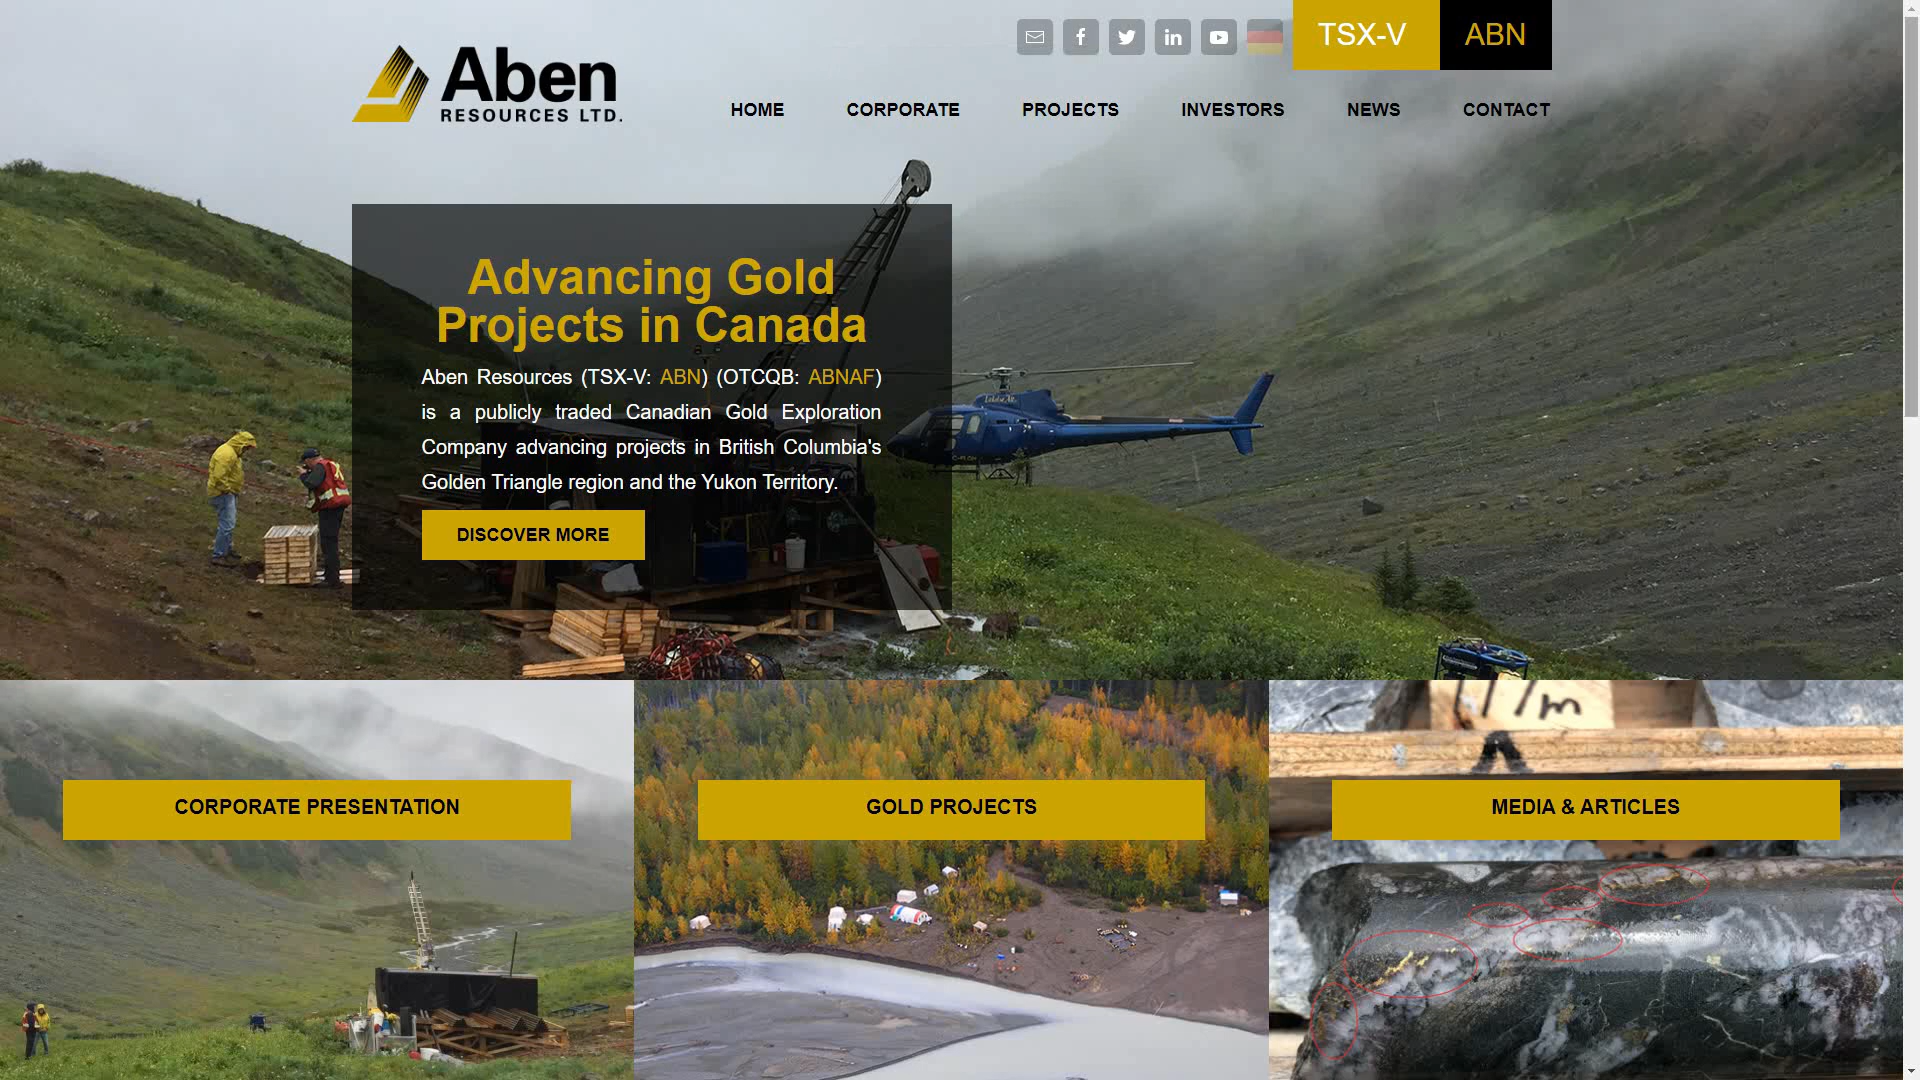 TSX-V ABN
Aben
RESOURCES LTD.
HOME CORPORATE PROJECTS INVESTORS NEWS CONTACT
Advancing Gold
Projects in Canada
Aben Resources (TSX-V: ABN) (OTCQB: ABNAF)
is a publicly traded Canadian Gold Exploration
Company advancing projects in British Columbia's
Golden Triangle region and the Yukon Territory.
DISCOVER MORE
CORPORATE PRESENTATION
GOLD PROJECTS
MEDIA & ARTICLES